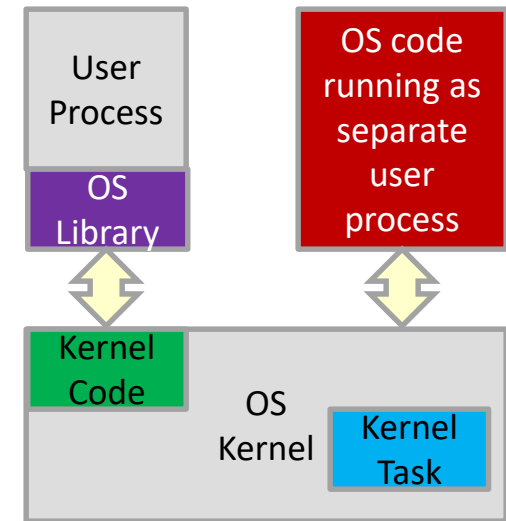 User
Process
OS
Library
OS code
running as
separate
user
process
Kernel
Code
OS
Kernel
Kernel
Task